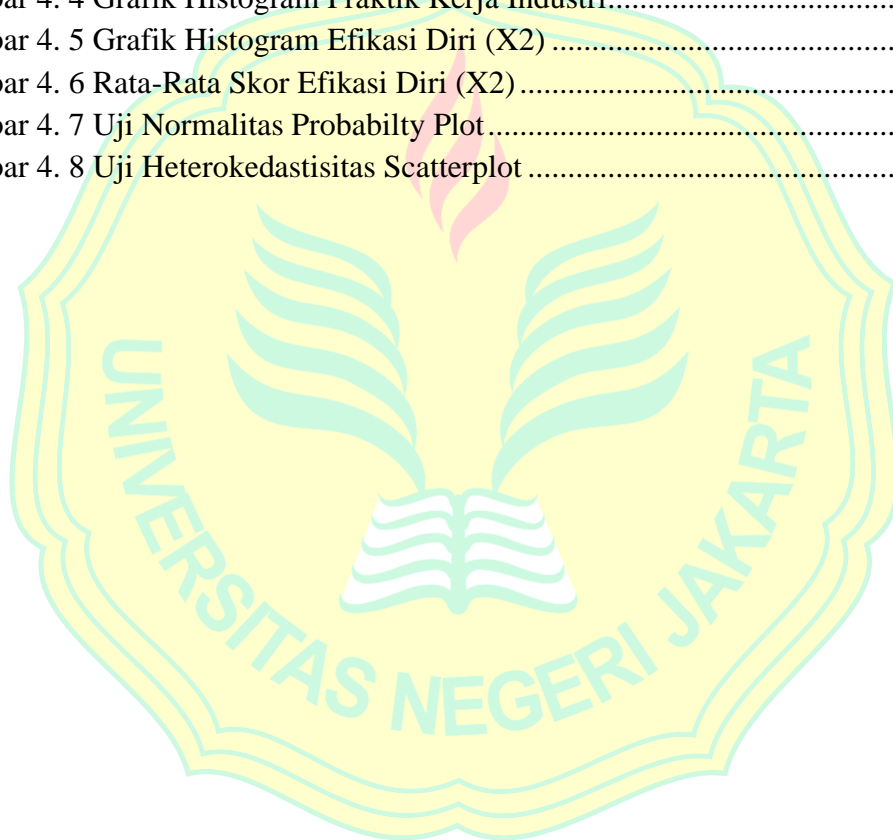 bar 4. 4 Grafik Histogram Praktik Kerja Industri
bar 4. 5 Grafik Histogram Efikasi Diri (X2) ........................................
bar 4. 6 Rata-Rata Skor Efikasi Diri (X2) ............................................
bar 4. 7 Uji Normalitas Probabilty Plot................................................
bar 4. 8 Uji Heterokedastisitas Scatterplot ...........................................
UNIVERSITAS NEGERI JAKARTA